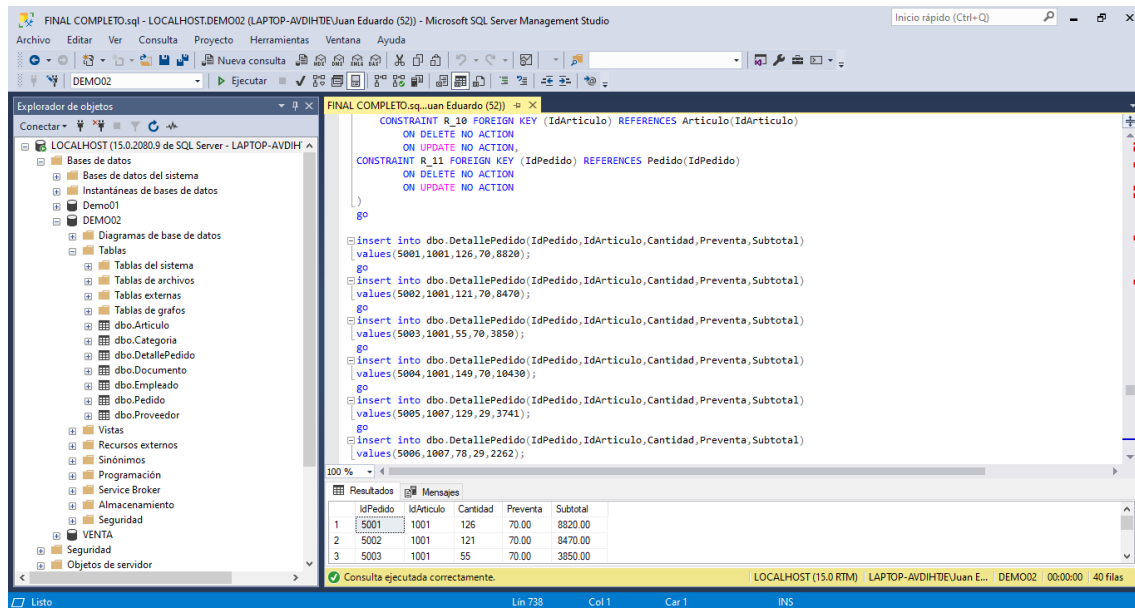 FINAL COMPLETO.sql - LOCALHOST.DEMO02 (LAPTOP-AVDIHTJE\Juan Eduardo (52)) - Microsoft SQL Server Management Studio
Inicio rápido (Ctrl+Q)
Archivo Editar Ver Consulta Proyecto Herramientas Ventana Ayuda
Nueva consulta
DEMO02 Ejecutar
Explorador de objetos
Conectar
LOCALHOST (15.0.2080.9 de SQL Server - LAPTOP-AVDIH
Bases de datos
Bases de datos del sistema
Instantáneas de bases de datos
Demo01
DEMO02
Diagramas de base de datos
Tablas
Tablas del sistema
Tablas de archivos
Tablas externas
Tablas de grafos
dbo.Articulo
dbo.Categoria
dbo.DetallePedido
dbo.Documento
dbo.Empleado
dbo.Pedido
dbo.Proveedor
Vistas
Recursos externos
Sinónimos
Programación
Service Broker
Almacenamiento
Seguridad
VENTA
Seguridad
Objetos de servidor
FINAL COMPLETO.sq...uan Eduardo (52))
CONSTRAINT R_10 FOREIGN KEY (IdArticulo) REFERENCES Articulo(IdArticulo)
ON DELETE NO ACTION
ON UPDATE NO ACTION,
CONSTRAINT R_11 FOREIGN KEY (IdPedido) REFERENCES Pedido(IdPedido)
ON DELETE NO ACTION
ON UPDATE NO ACTION
)
go
insert into dbo.DetallePedido(IdPedido,IdArticulo,Cantidad,Preventa,Subtotal)
values(5001,1001,126,70,8820);
go
insert into dbo.DetallePedido(IdPedido,IdArticulo,Cantidad,Preventa,Subtotal)
values(5002,1001,121,70,8470);
go
insert into dbo.DetallePedido(IdPedido,IdArticulo,Cantidad,Preventa,Subtotal)
values(5003,1001,55,70,3850);
go
insert into dbo.DetallePedido(IdPedido,IdArticulo,Cantidad,Preventa,Subtotal)
values(5004,1001,149,70,10430);
go
insert into dbo.DetallePedido(IdPedido,IdArticulo,Cantidad,Preventa,Subtotal)
values(5005,1007,129,29,3741);
go
insert into dbo.DetallePedido(IdPedido,IdArticulo,Cantidad,Preventa,Subtotal)
values(5006,1007,78,29,2262);
100 %
Resultados Mensajes
IdPedido IdArticulo Cantidad Preventa Subtotal
1 5001 1001 126 70.00 8820.00
2 5002 1001 121 70.00 8470.00
3 5003 1001 55 70.00 3850.00
Consulta ejecutada correctamente. LOCALHOST (15.0 RTM) LAPTOP-AVDIHTJE\Juan E... DEMO02 00:00:00 40 filas
Listo Lín 738 Col 1 Car 1 INS